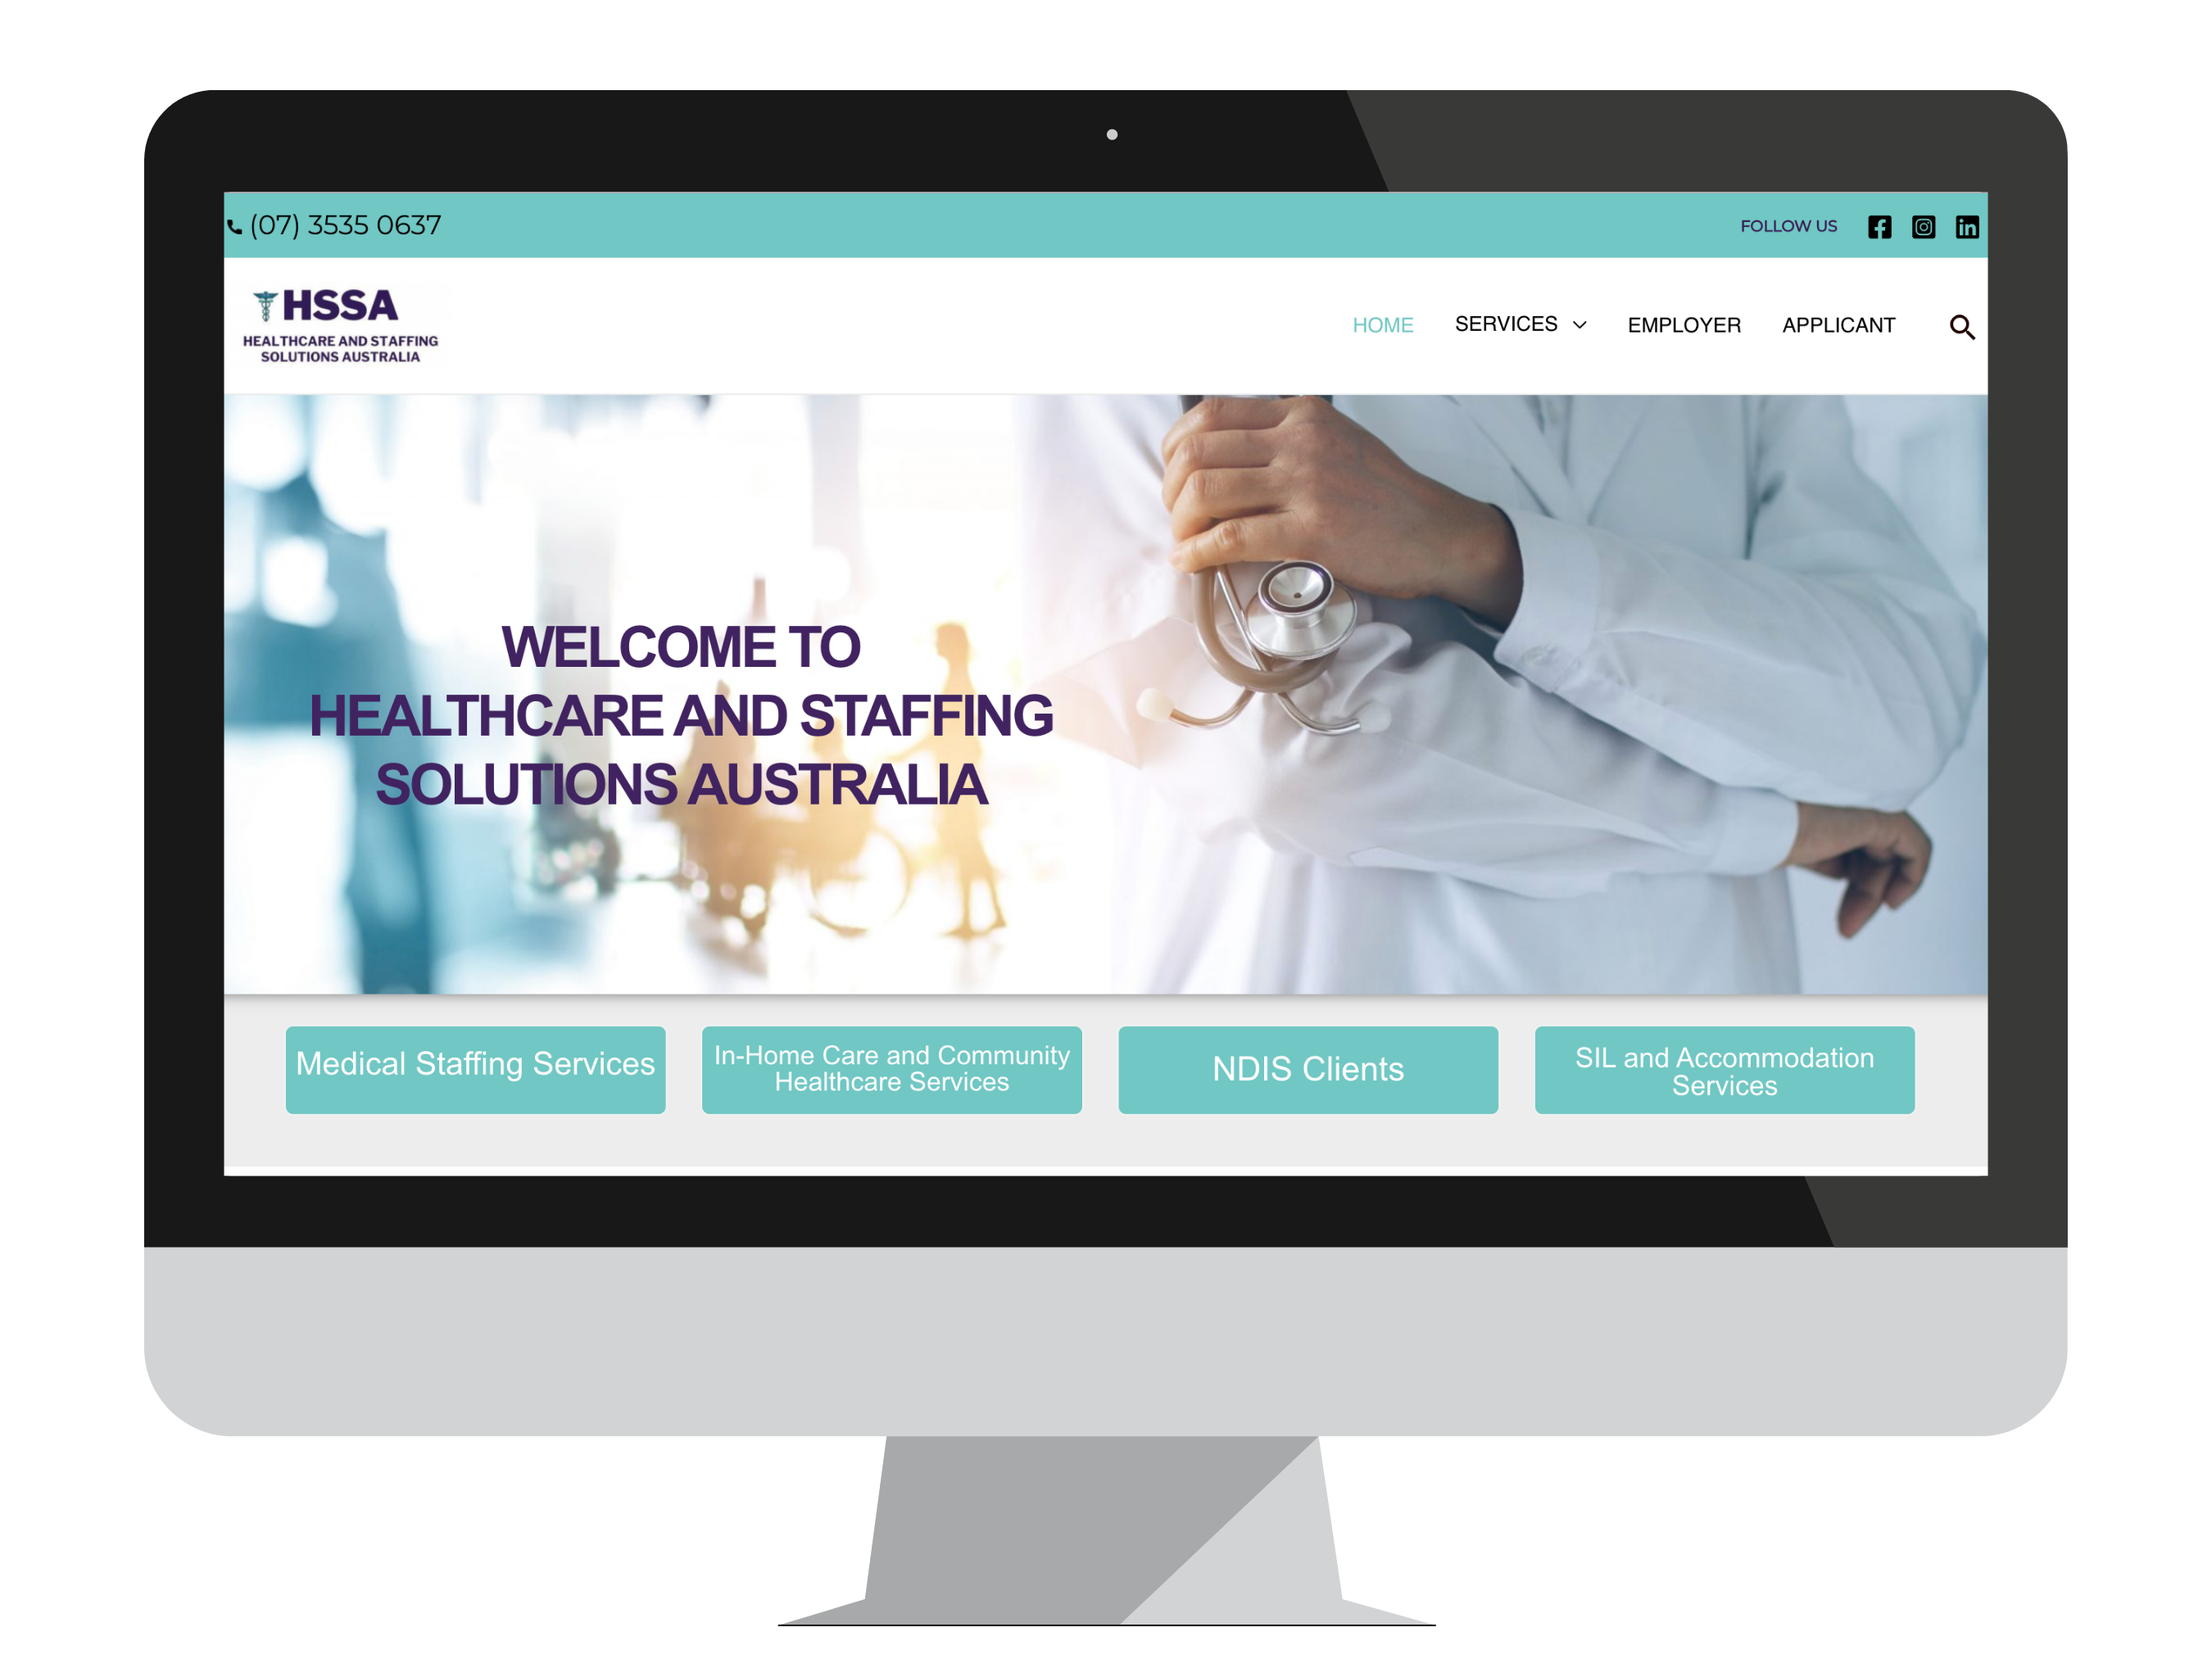 (07) 3535 0637
FOLLOW US
HSSA
HEALTHCARE AND STAFFING
SOLUTIONS AUSTRALIA
HOME SERVICES EMPLOYER APPLICANT
WELCOME TO
HEALTHCARE AND STAFFING
SOLUTIONS AUSTRALIA
Medical Staffing Services
In-Home Care and Community
Healthcare Services
NDIS Clients
SIL and Accommodation
Services